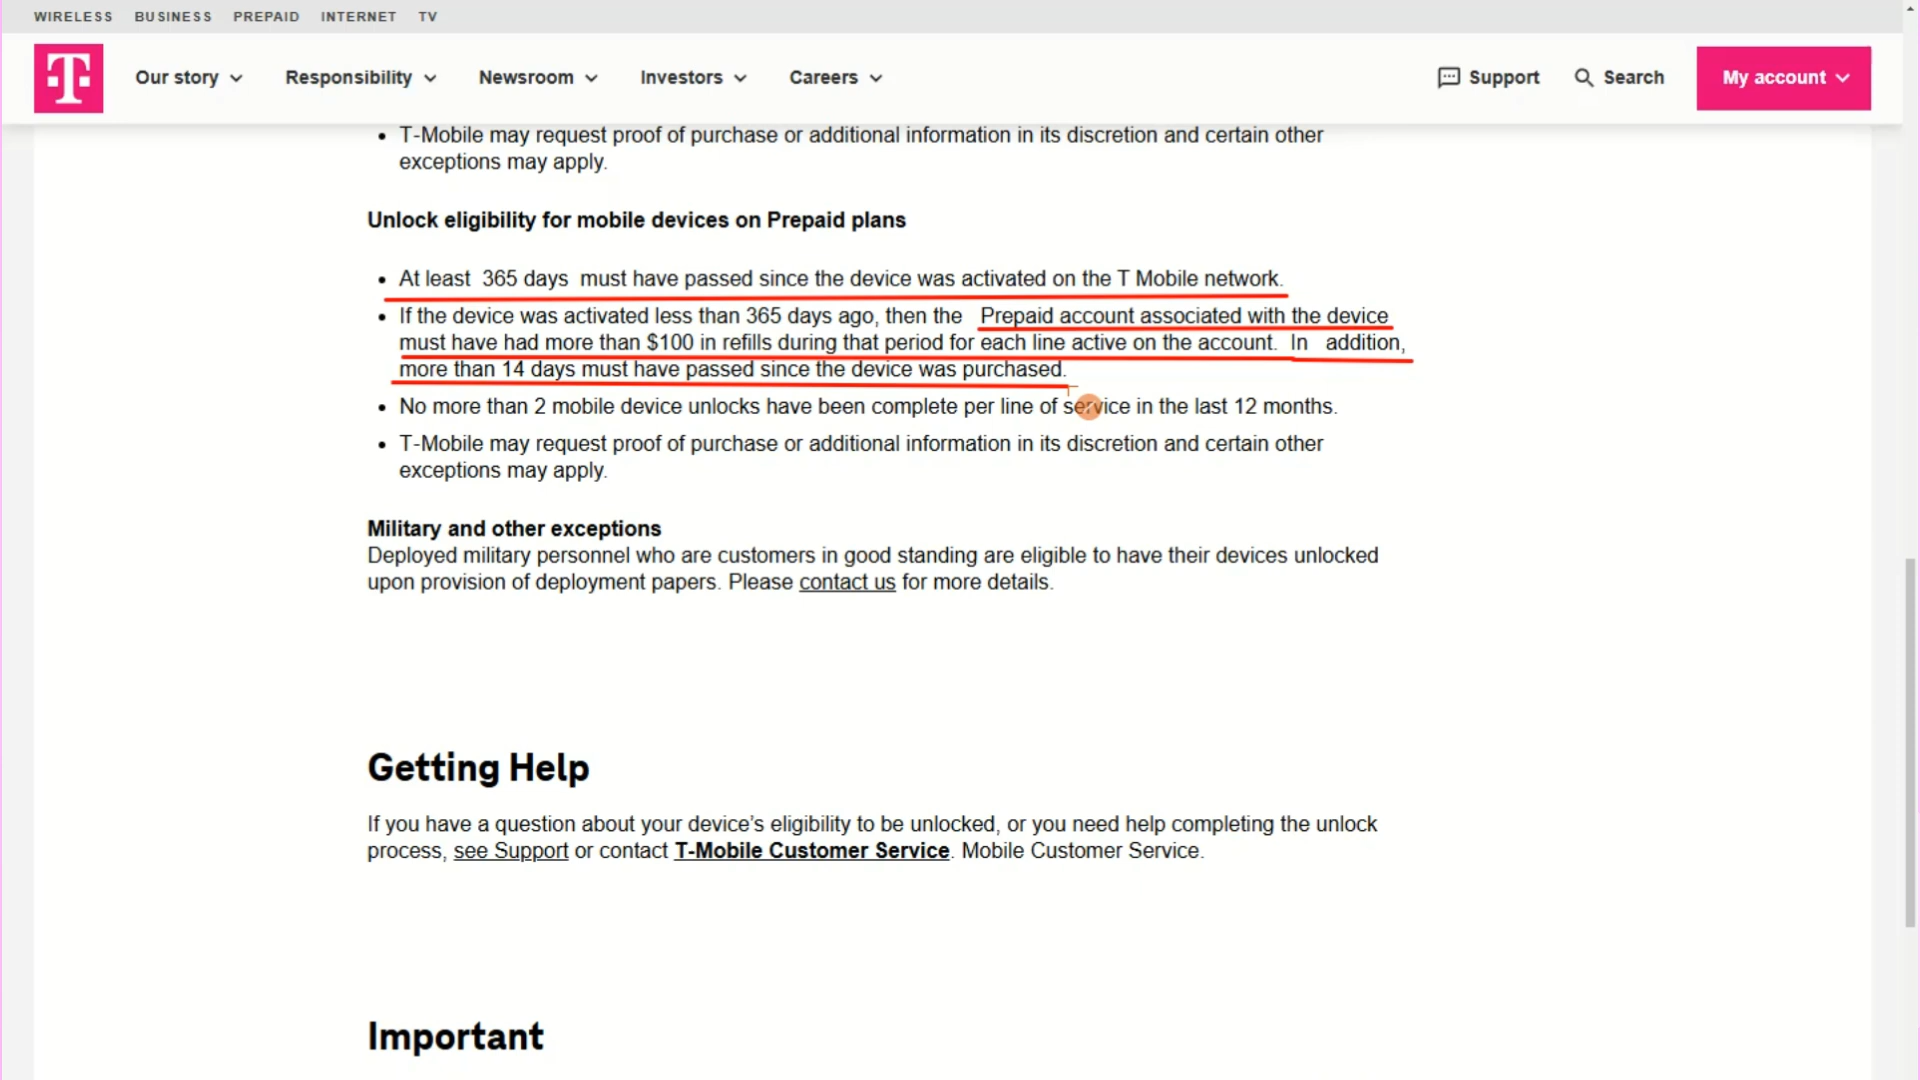 WIRELESS BUSINESS PREPAID INTERNET TV
T Our story Responsibility Newsroom Investors Careers Support Search My account
• T-Mobile may request proof of purchase or additional information in its discretion and certain other
exceptions may apply.
Unlock eligibility for mobile devices on Prepaid plans
• At least 365 days must have passed since the device was activated on the T Mobile network.
• If the device was activated less than 365 days ago, then the Prepaid account associated with the device
must have had more than $100 in refills during that period for each line active on the account. In addition,
more than 14 days must have passed since the device was purchased.
• No more than 2 mobile device unlocks have been complete per line of service in the last 12 months.
• T-Mobile may request proof of purchase or additional information in its discretion and certain other
exceptions may apply.
Military and other exceptions
Deployed military personnel who are customers in good standing are eligible to have their devices unlocked
upon provision of deployment papers. Please contact us for more details.
Getting Help
If you have a question about your device’s eligibility to be unlocked, or you need help completing the unlock
process, see Support or contact T-Mobile Customer Service. Mobile Customer Service.
Important